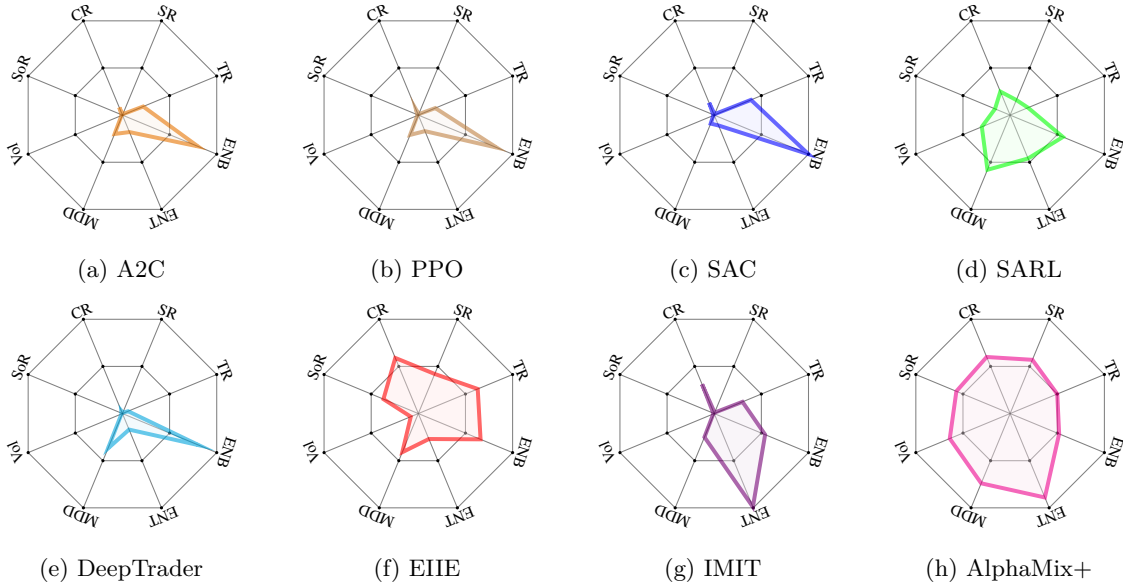 CR SR
SoR TR
Vol ENB
MDD ENT
(a) A2C
CR SR
SoR TR
Vol ENB
MDD ENT
(b) PPO
CR SR
SoR TR
Vol ENB
MDD ENT
(c) SAC
CR SR
SoR TR
Vol ENB
MDD ENT
(d) SARL
CR SR
SoR TR
Vol ENB
MDD ENT
(e) DeepTrader
CR SR
SoR TR
Vol ENB
MDD ENT
(f) EIIE
CR SR
SoR TR
Vol ENB
MDD ENT
(g) IMIT
CR SR
SoR TR
Vol ENB
MDD ENT
(h) AlphaMix+